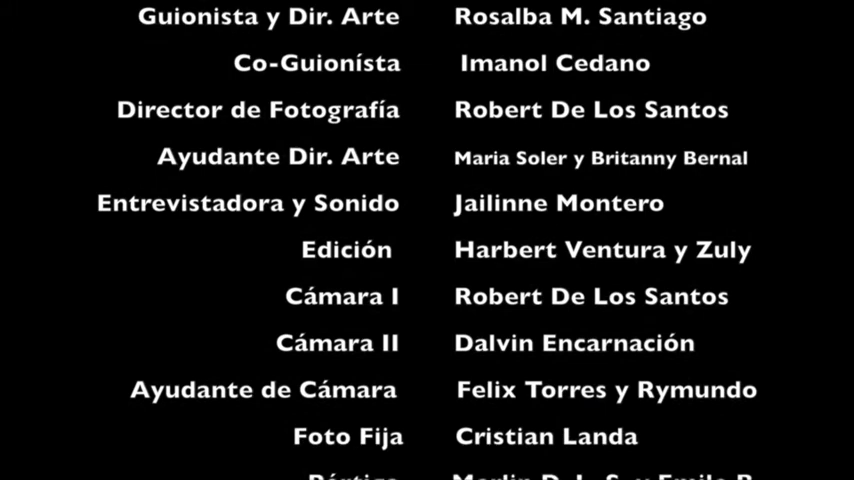 Guionista y Dir. Arte Rosalba M. Santiago
Co-Guionísta Imanol Cedano
Director de Fotografía Robert De Los Santos
Ayudante Dir. Arte Maria Soler y Britanny Bernal
Entrevistadora y Sonido Jailinne Montero
Edición Harbert Ventura y Zuly
Cámara I Robert De Los Santos
Cámara II Dalvin Encarnación
Ayudante de Cámara Felix Torres y Rymundo
Foto Fija Cristian Landa